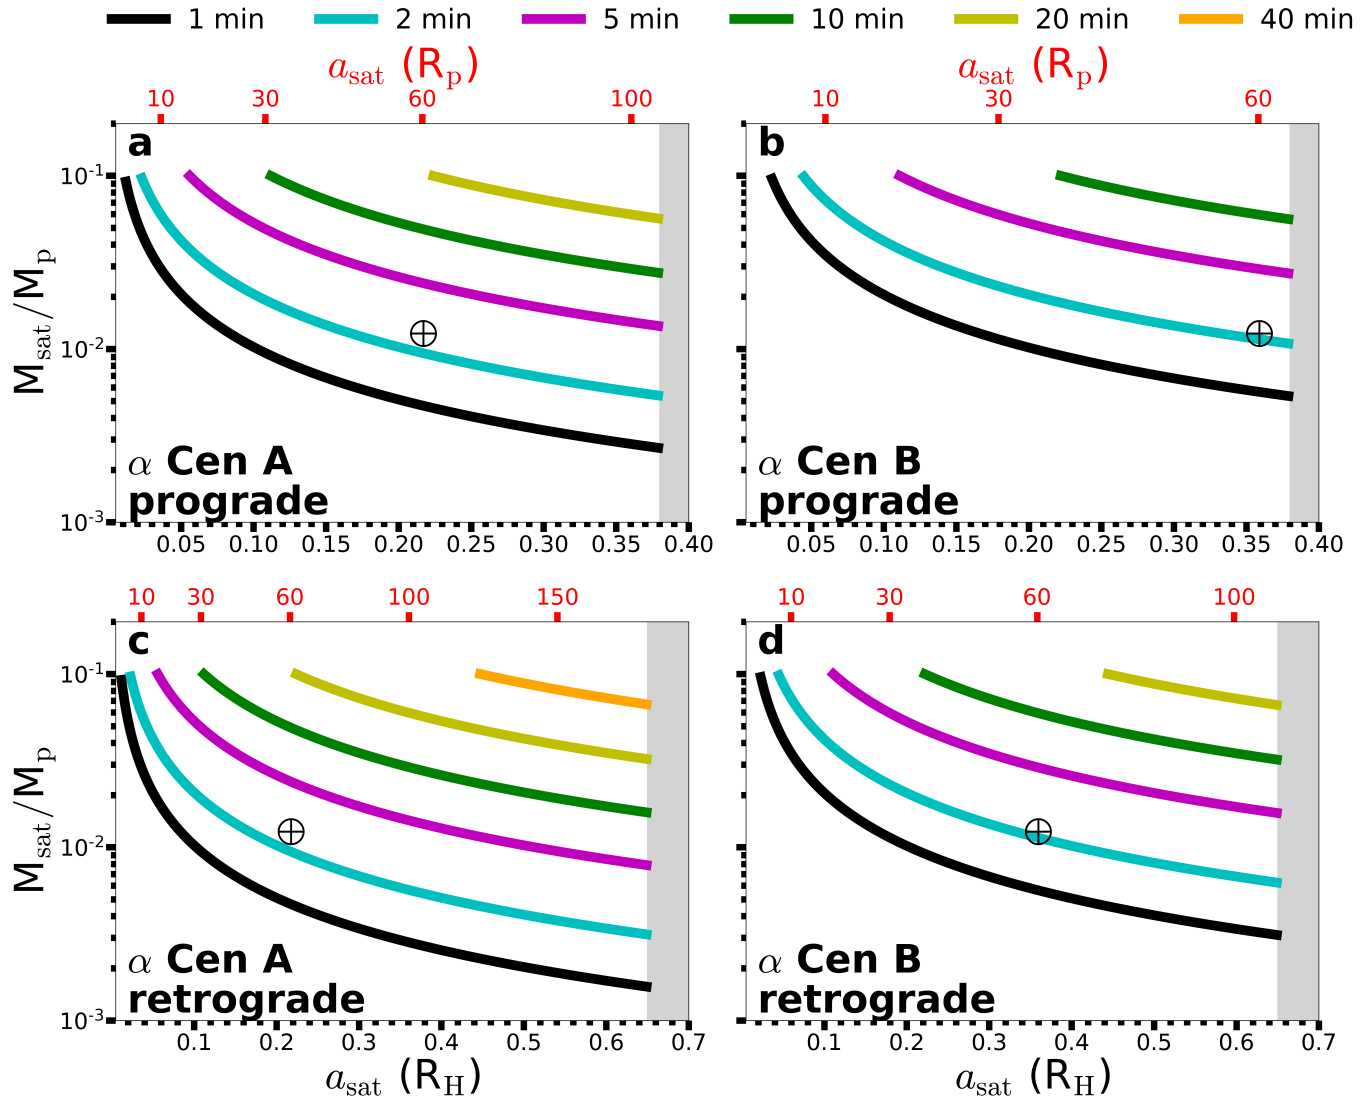 1 min 2 min 5 min 10 min 20 min 40 min
a_sat (R_p) a_sat (R_p)
10 30 60 100 10 30 60
a b
10^-1
10^-2
10^-3
M_sat/M_p
α Cen A
prograde
α Cen B
prograde
0.05 0.10 0.15 0.20 0.25 0.30 0.35 0.40 0.05 0.10 0.15 0.20 0.25 0.30 0.35 0.40
10 30 60 100 150 10 30 60 100
c d
10^-1
10^-2
10^-3
M_sat/M_p
α Cen A
retrograde
α Cen B
retrograde
0.1 0.2 0.3 0.4 0.5 0.6 0.7 0.1 0.2 0.3 0.4 0.5 0.6 0.7
a_sat (R_H) a_sat (R_H)